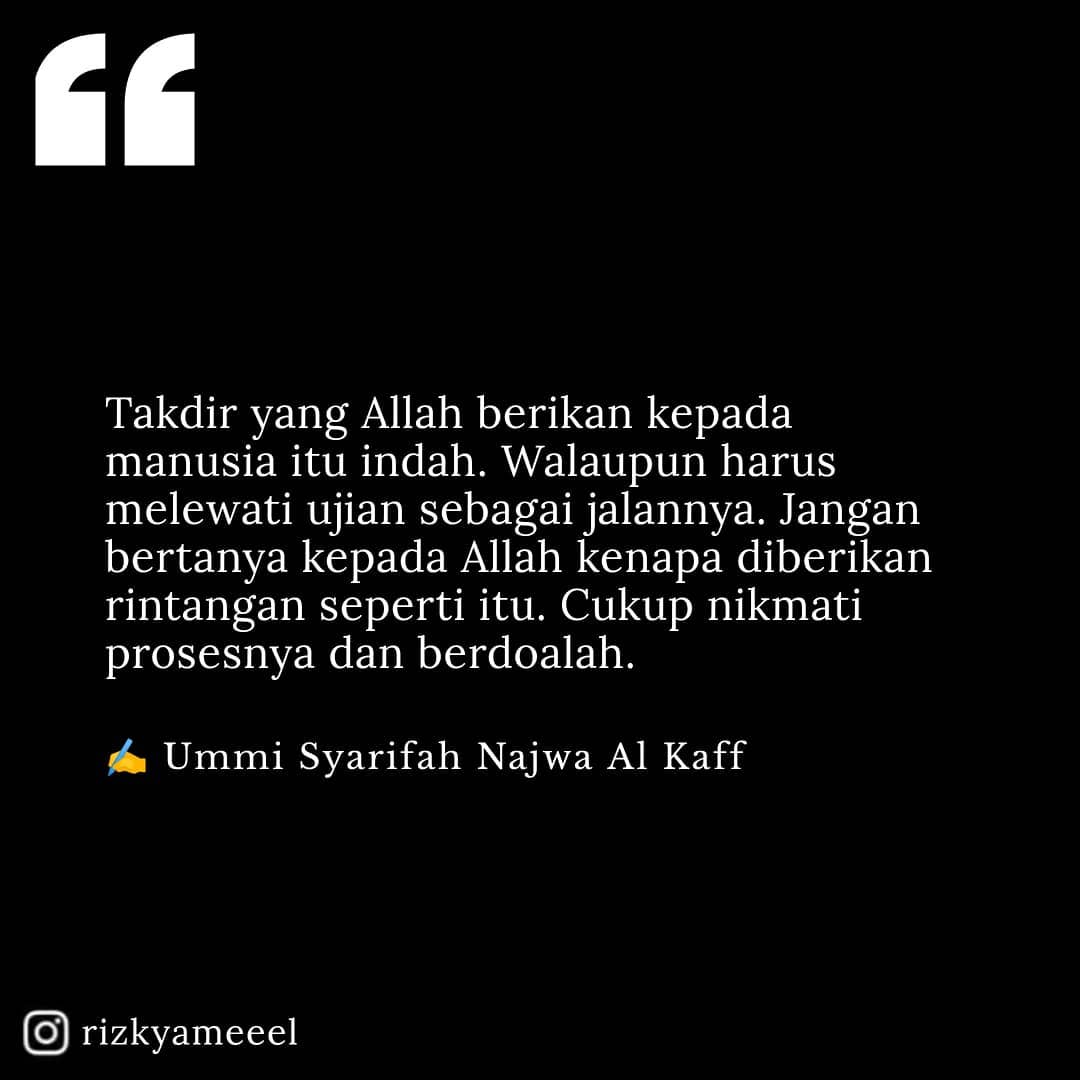 “
Takdir yang Allah berikan kepada
manusia itu indah. Walaupun harus
melewati ujian sebagai jalannya. Jangan
bertanya kepada Allah kenapa diberikan
rintangan seperti itu. Cukup nikmati
prosesnya dan berdoalah.
✍️ Ummi Syarifah Najwa Al Kaff
rizkyameeel